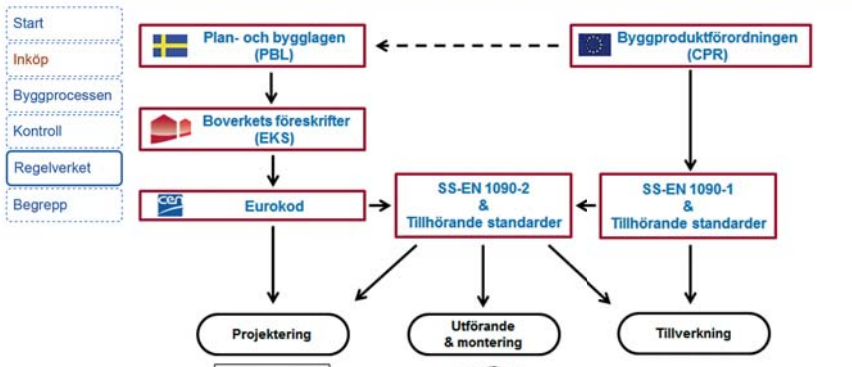 Start
Inköp
Byggprocessen
Kontroll
Regelverket
Begrepp
Plan- och bygglagen
(PBL)
Byggproduktförordningen
(CPR)
Boverkets föreskrifter
(EKS)
cen
Eurokod
SS-EN 1090-2
&
Tillhörande standarder
SS-EN 1090-1
&
Tillhörande standarder
Projektering
Utförande
& montering
Tillverkning